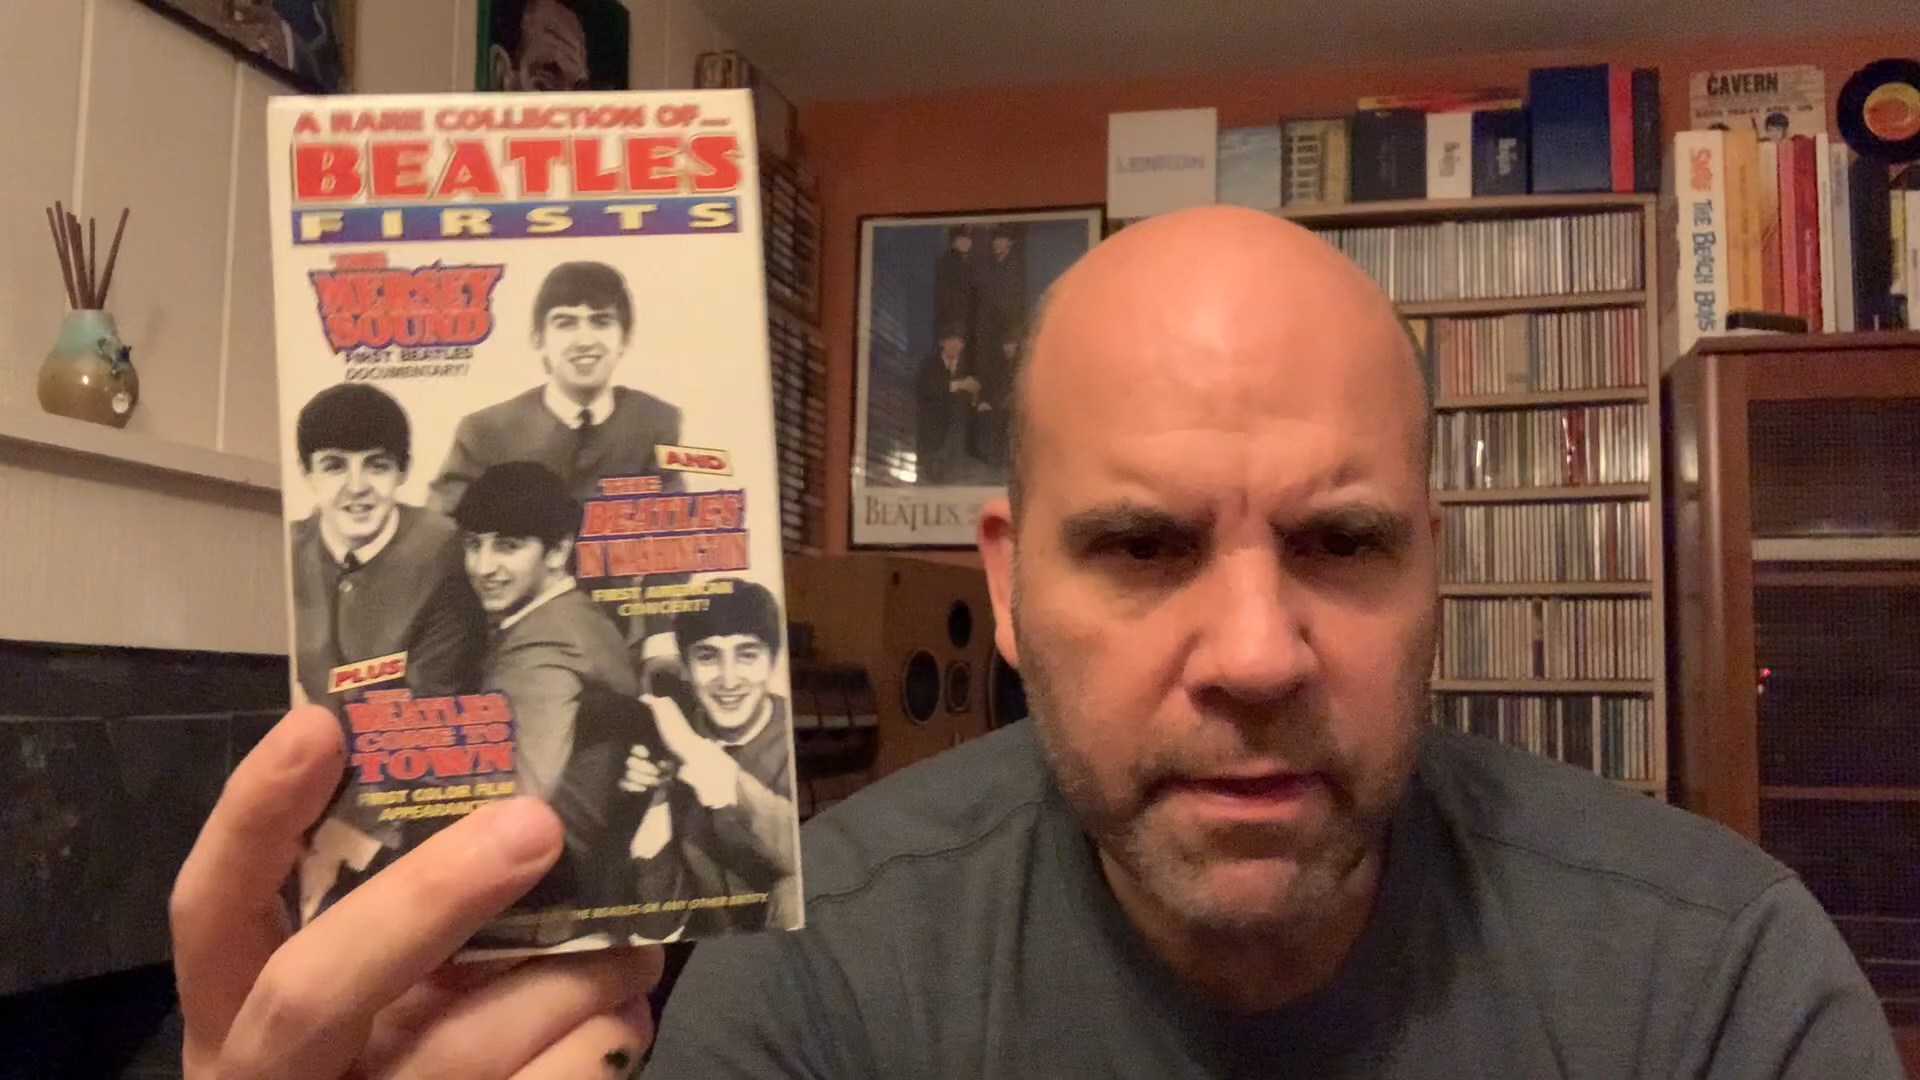 A RARE COLLECTION OF...
BEATLES
FIRSTS
THE
MERSEY
SOUND
FIRST BEATLES
DOCUMENTARY!
AND
THE
BEATLES
IN WASHINGTON
FIRST AMERICAN
CONCERT!
PLUS
THE
BEATLES
COME TO
TOWN
FIRST COLOR FILM
THE BEATLES OR ANY OTHER ENTITY.
BEATLES
LENNON
CAVERN
Smile
THE BEACH BOYS